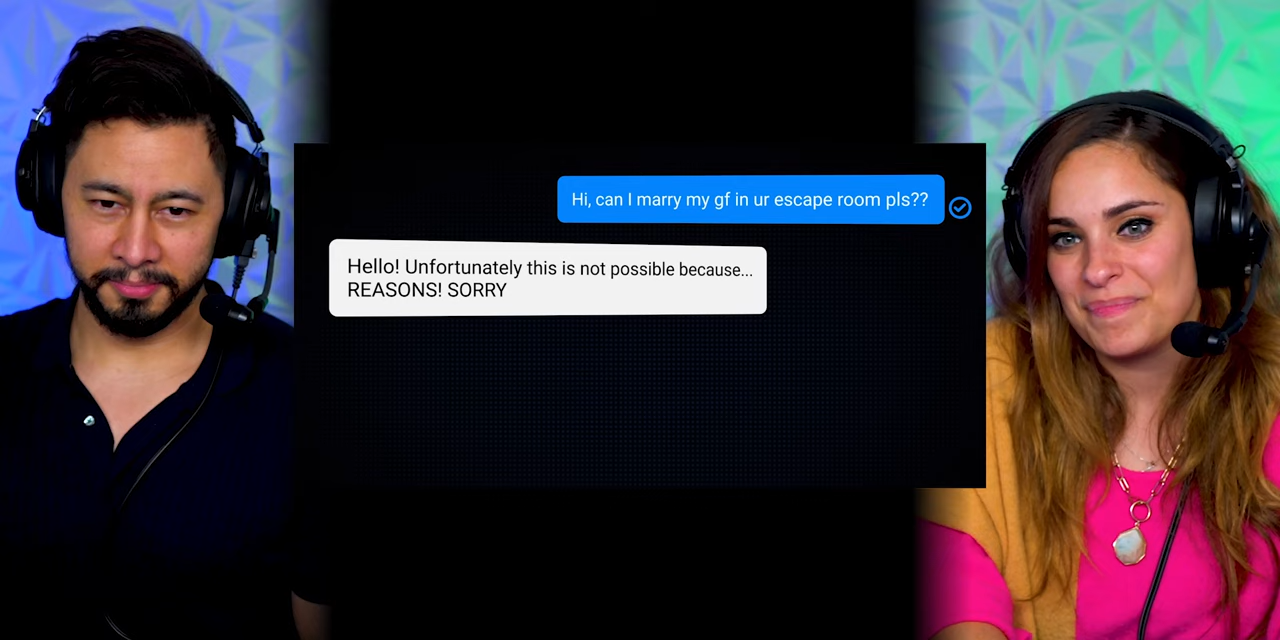 Hi, can I marry my gf in ur escape room pls??
Hello! Unfortunately this is not possible because...
REASONS! SORRY